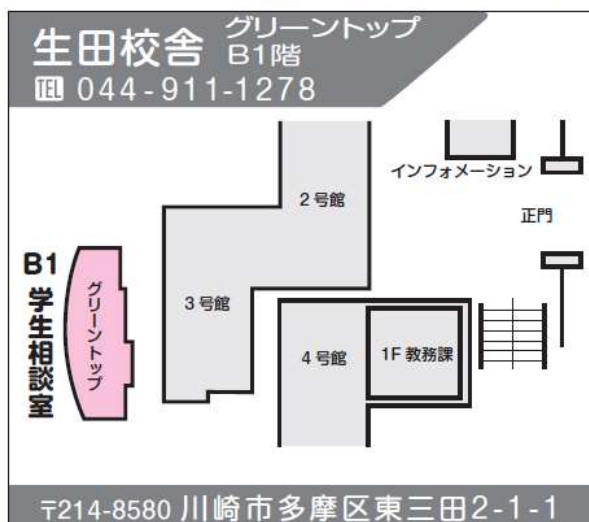 生田校舎 グリーントップ
B1階
TEL 044-911-1278
インフォメーション
2号館
正門
B1
学生相談室
グリーントップ
3号館
4号館
1F 教務課
〒214-8580 川崎市多摩区東三田2-1-1